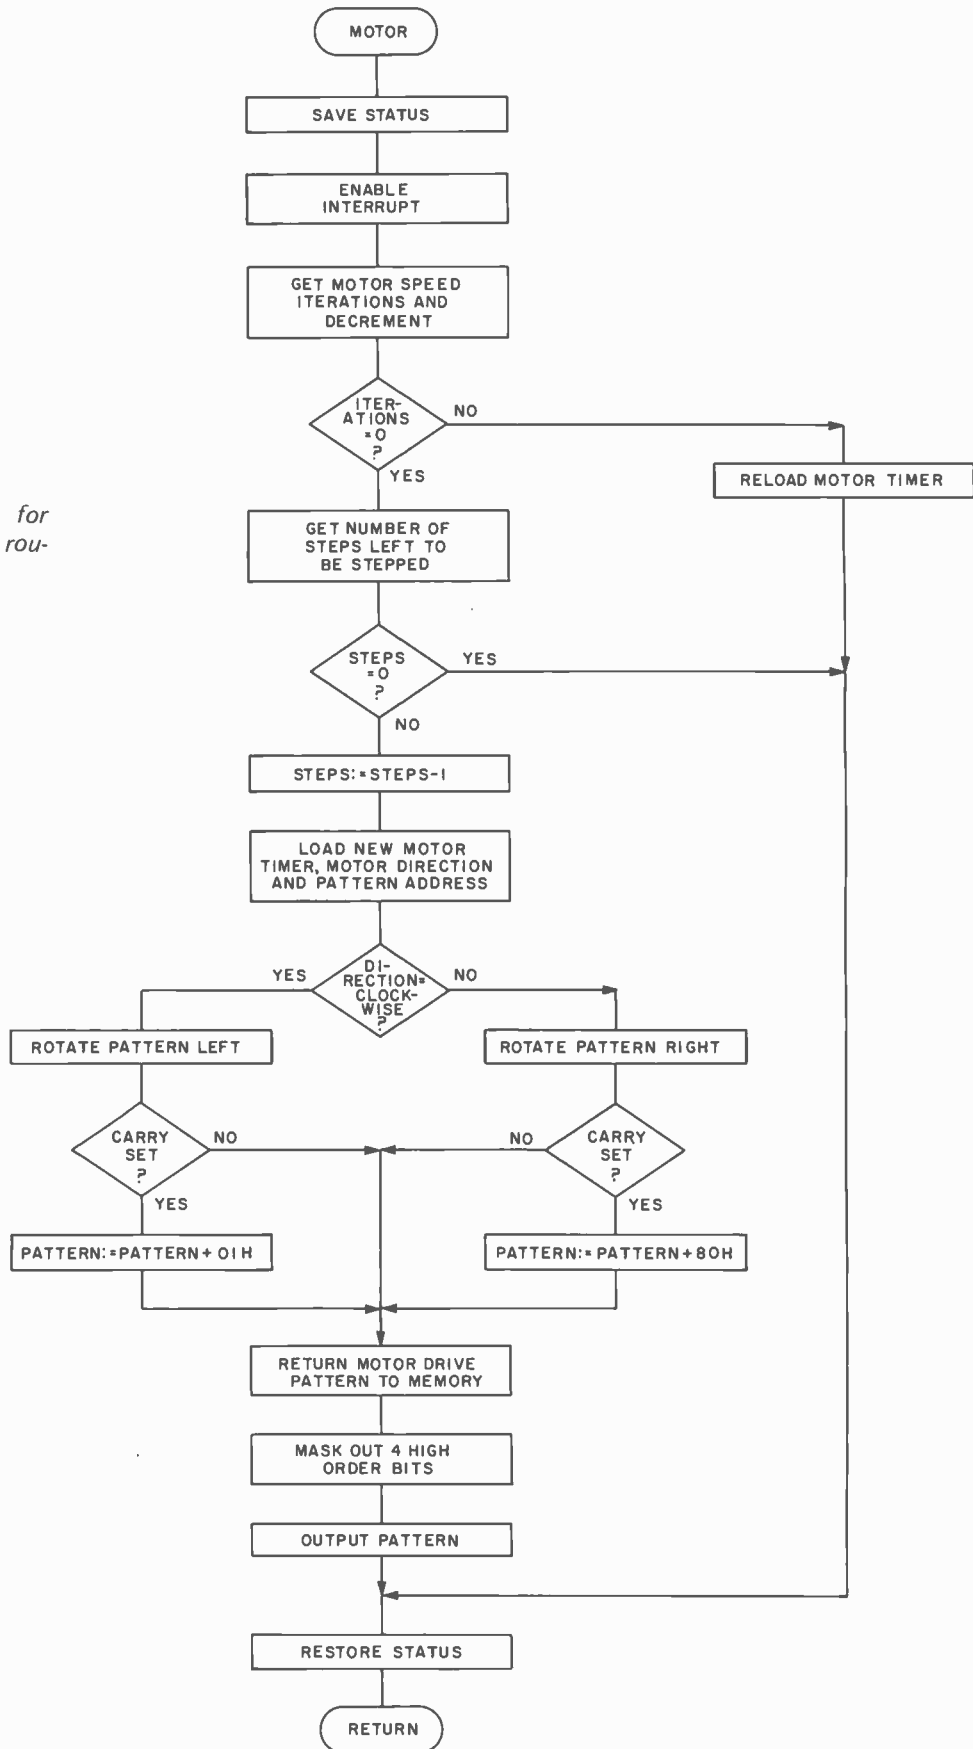 MOTOR
SAVE STATUS
ENABLE
INTERRUPT
GET MOTOR SPEED
ITERATIONS AND
DECREMENT
ITER-
ATIONS
=0
?
NO
YES
RELOAD MOTOR TIMER
for
rou-
GET NUMBER OF
STEPS LEFT TO
BE STEPPED
STEPS
=0
?
YES
NO
STEPS:=STEPS-1
LOAD NEW MOTOR
TIMER, MOTOR DIRECTION
AND PATTERN ADDRESS
DI-
RECTION=
CLOCK-
WISE
?
YES
NO
ROTATE PATTERN LEFT
ROTATE PATTERN RIGHT
CARRY
SET
?
NO
YES
NO
CARRY
SET
?
YES
PATTERN:=PATTERN+01H
PATTERN:=PATTERN+80H
RETURN MOTOR DRIVE
PATTERN TO MEMORY
MASK OUT 4 HIGH
ORDER BITS
OUTPUT PATTERN
RESTORE STATUS
RETURN